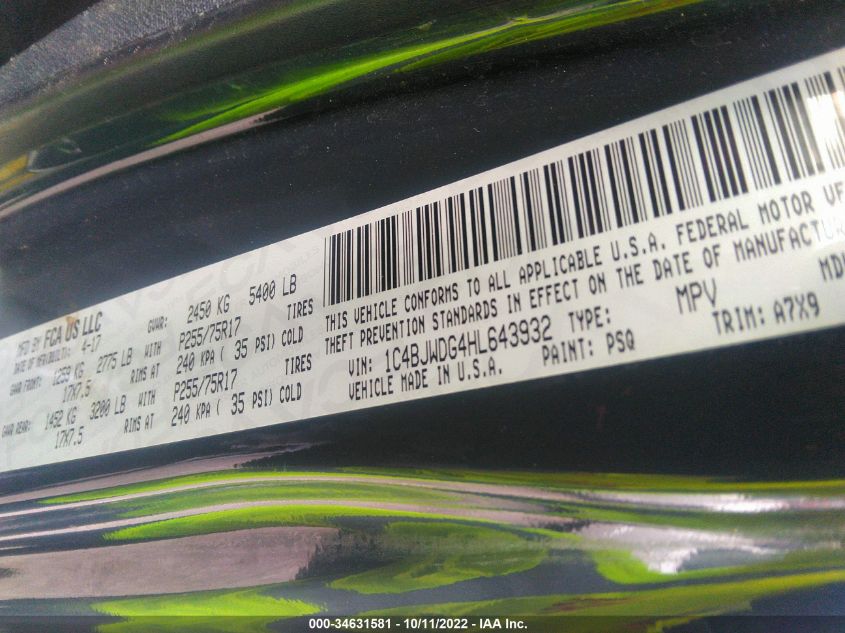 MFD BY FCA US LLC
DATE OF MFR: 4-17 GVWR: 2450 KG 5400 LB
GAWR FRONT: 1259 KG 2775 LB WITH P255/75R17 TIRES
17X7.5 RIMS AT 240 KPA ( 35 PSI) COLD
GAWR REAR: 1452 KG 3200 LB WITH P255/75R17 TIRES
17X7.5 RIMS AT 240 KPA ( 35 PSI) COLD
THIS VEHICLE CONFORMS TO ALL APPLICABLE U.S.A. FEDERAL MOTOR
THEFT PREVENTION STANDARDS IN EFFECT ON THE DATE OF MANUFACTUR
VIN: 1C4BJWDG4HL643932 TYPE: MPV
VEHICLE MADE IN U.S.A. PAINT: PSQ TRIM: A7X9
000-34631581 - 10/11/2022 - IAA Inc.